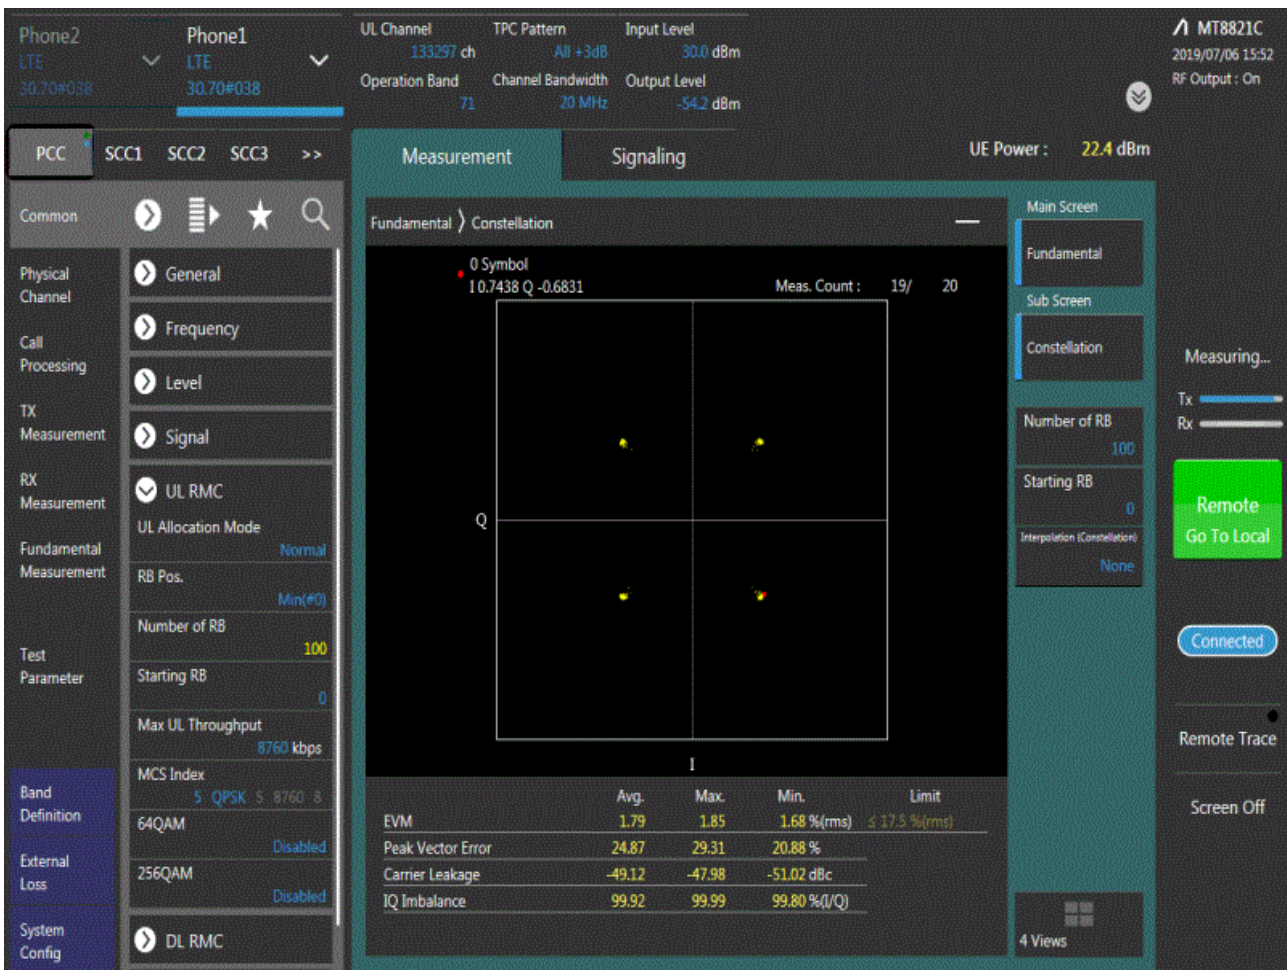 Phone2
LTE
30.70#038
Phone1
LTE
30.70#038
UL Channel
133297 ch
TPC Pattern
All +3dB
Input Level
30.0 dBm
Operation Band
71
Channel Bandwidth
20 MHz
Output Level
-54.2 dBm
MT8821C
2019/07/06 15:52
RF Output : On
PCC SCC1 SCC2 SCC3 >>
Measurement
Signaling
UE Power : 22.4 dBm
Common
Physical
Channel
Call
Processing
TX
Measurement
RX
Measurement
Fundamental
Measurement
Test
Parameter
Band
Definition
External
Loss
System
Config
General
Frequency
Level
Signal
UL RMC
UL Allocation Mode
Normal
RB Pos.
Min(#0)
Number of RB
100
Starting RB
0
Max UL Throughput
8760 kbps
MCS Index
5 QPSK 5 8760 8
64QAM
Disabled
256QAM
Disabled
DL RMC
Fundamental 〉 Constellation
0 Symbol
I 0.7438 Q -0.6831
Meas. Count : 19/ 20
Q
I
Avg. Max. Min. Limit
EVM 1.79 1.85 1.68 %(rms) ≤ 17.5 %(rms)
Peak Vector Error 24.87 29.31 20.88 %
Carrier Leakage -49.12 -47.98 -51.02 dBc
IQ Imbalance 99.92 99.99 99.80 %(I/Q)
Main Screen
Fundamental
Sub Screen
Constellation
Number of RB
100
Starting RB
0
Interpolation (Constellation)
None
4 Views
Measuring...
Tx
Rx
Remote
Go To Local
Connected
Remote Trace
Screen Off